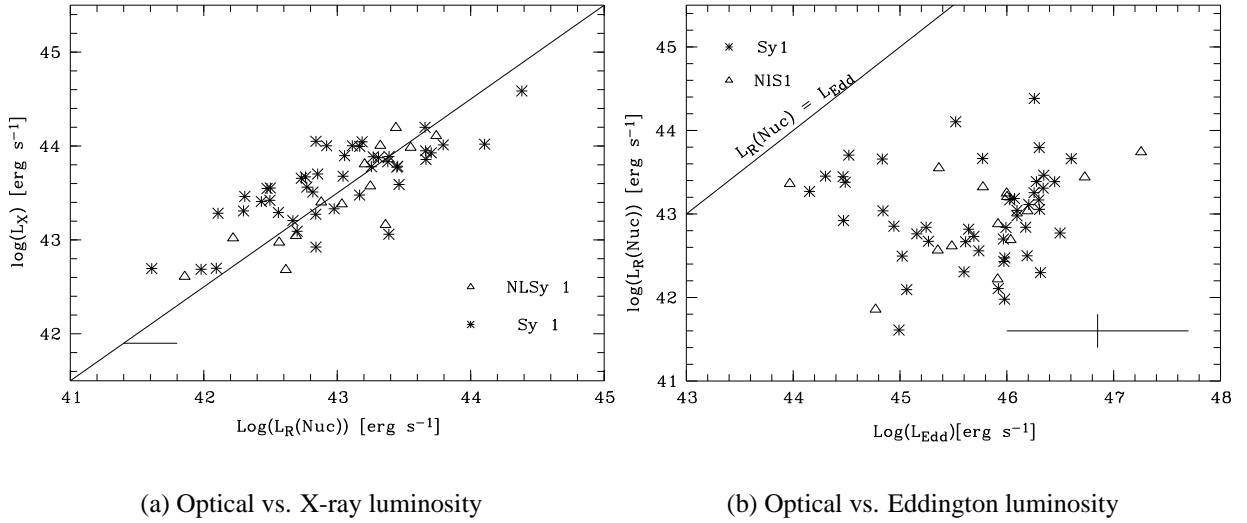 45
44
43
42
log(L_X) [erg s⁻¹]
NLSy 1
Sy 1
41 42 43 44 45
Log(L_R(Nuc)) [erg s⁻¹]
(a) Optical vs. X-ray luminosity
45
44
43
42
41
log(L_R(Nuc)) [erg s⁻¹]
Sy1
NlS1
L_R(Nuc) = L_Edd
43 44 45 46 47 48
Log(L_Edd)[erg s⁻¹]
(b) Optical vs. Eddington luminosity